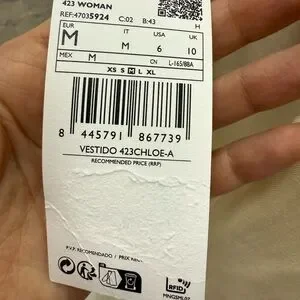 423 WOMAN
REF:47035924 C:02 B:43 H
EUR IT USA UK
M M 6 10
MEX M CN L-165/88A
XS S M L XL
8 445791 867739
VESTIDO 423CHLOE-A
RECOMMENDED PRICE (RRP)
P.V.P. RECOMENDADO / PRIX
RFID